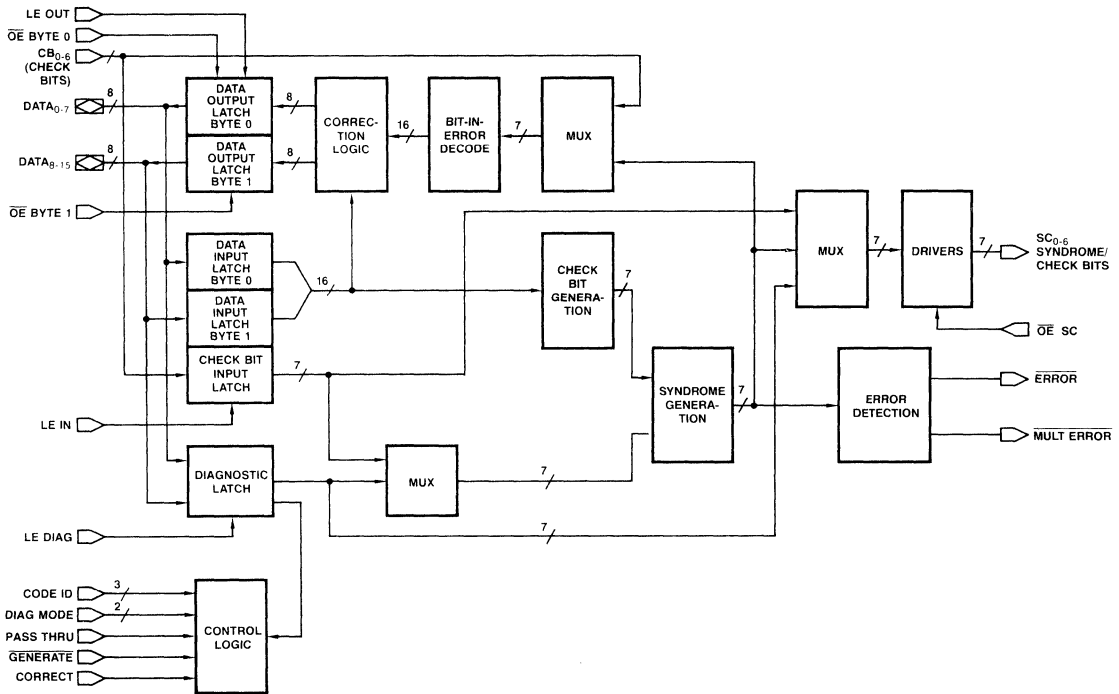 LE OUT
OE BYTE 0
CB0-6
(CHECK
BITS)
DATA0-7
8
DATA8-15
8
OE BYTE 1
DATA
OUTPUT
LATCH
BYTE 0
DATA
OUTPUT
LATCH
BYTE 1
8
8
CORREC-
TION
LOGIC
16
BIT-IN-
ERROR
DECODE
7
MUX
DATA
INPUT
LATCH
BYTE 0
DATA
INPUT
LATCH
BYTE 1
CHECK BIT
INPUT
LATCH
16
7
CHECK
BIT
GENERA-
TION
7
MUX
7
DRIVERS
7
SC0-6
SYNDROME/
CHECK BITS
OE SC
SYNDROME
GENERA-
TION
7
ERROR
DETECTION
ERROR
MULT ERROR
LE IN
DIAGNOSTIC
LATCH
MUX
7
7
LE DIAG
CODE ID
3
DIAG MODE
2
PASS THRU
GENERATE
CORRECT
CONTROL
LOGIC